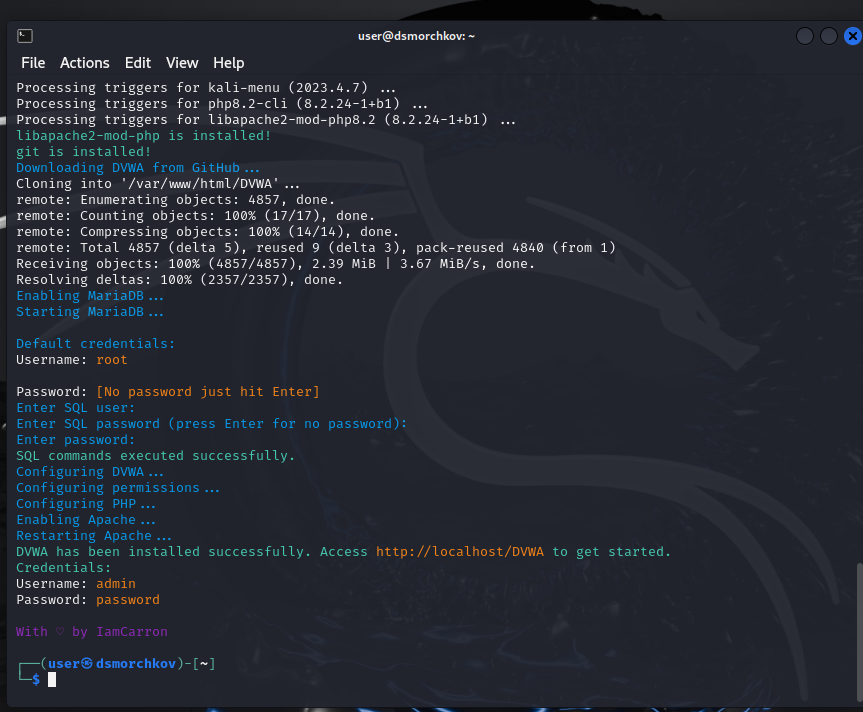 user@dsmorchkov: ~
File Actions Edit View Help
Processing triggers for kali-menu (2023.4.7) ...
Processing triggers for php8.2-cli (8.2.24-1+b1) ...
Processing triggers for libapache2-mod-php8.2 (8.2.24-1+b1) ...
libapache2-mod-php is installed!
git is installed!
Downloading DVWA from GitHub...
Cloning into '/var/www/html/DVWA'...
remote: Enumerating objects: 4857, done.
remote: Counting objects: 100% (17/17), done.
remote: Compressing objects: 100% (14/14), done.
remote: Total 4857 (delta 5), reused 9 (delta 3), pack-reused 4840 (from 1)
Receiving objects: 100% (4857/4857), 2.39 MiB | 3.67 MiB/s, done.
Resolving deltas: 100% (2357/2357), done.
Enabling MariaDB...
Starting MariaDB...
Default credentials:
Username: root
Password: [No password just hit Enter]
Enter SQL user:
Enter SQL password (press Enter for no password):
Enter password:
SQL commands executed successfully.
Configuring DVWA...
Configuring permissions...
Configuring PHP...
Enabling Apache...
Restarting Apache...
DVWA has been installed successfully. Access http://localhost/DVWA to get started.
Credentials:
Username: admin
Password: password
With ♡ by IamCarron
┌──(user㉿dsmorchkov)-[~]
└─$